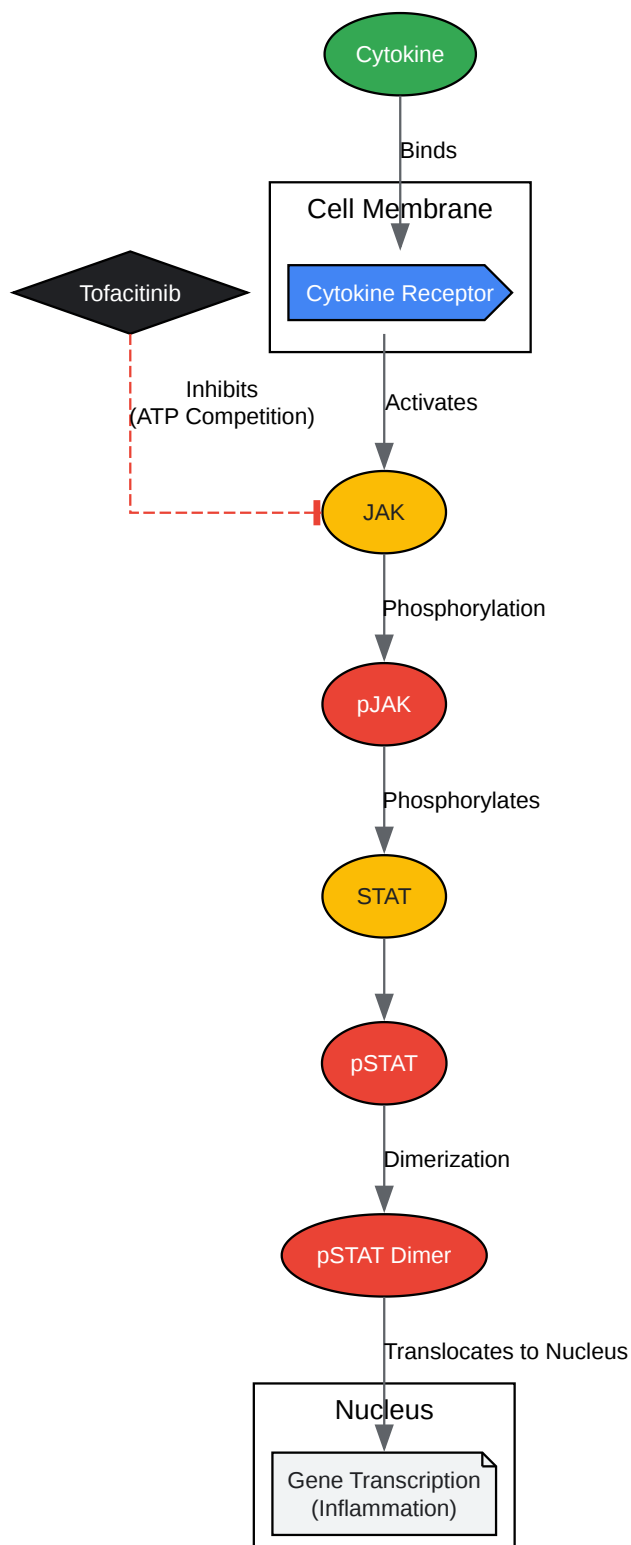 Cytokine
Binds
Cell Membrane
Tofacitinib
Cytokine Receptor
Inhibits
(ATP Competition)
Activates
JAK
Phosphorylation
pJAK
Phosphorylates
STAT
pSTAT
Dimerization
pSTAT Dimer
Translocates to Nucleus
Nucleus
Gene Transcription
(Inflammation)